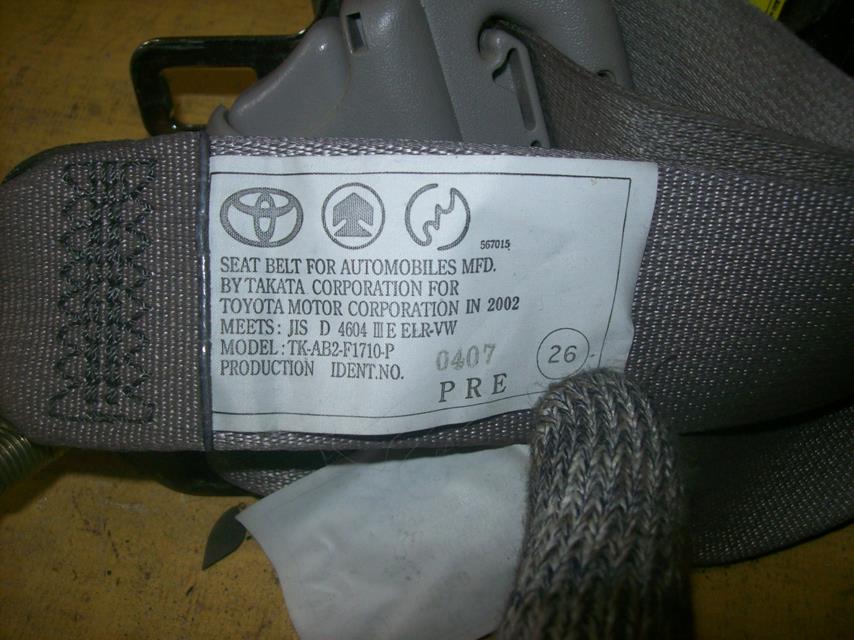 567015
SEAT BELT FOR AUTOMOBILES MFD.
BY TAKATA CORPORATION FOR
TOYOTA MOTOR CORPORATION IN 2002
MEETS: JIS D 4604 III E ELR-VW
MODEL: TK-AB2-F1710-P
PRODUCTION IDENT.NO. 0407
26
PRE